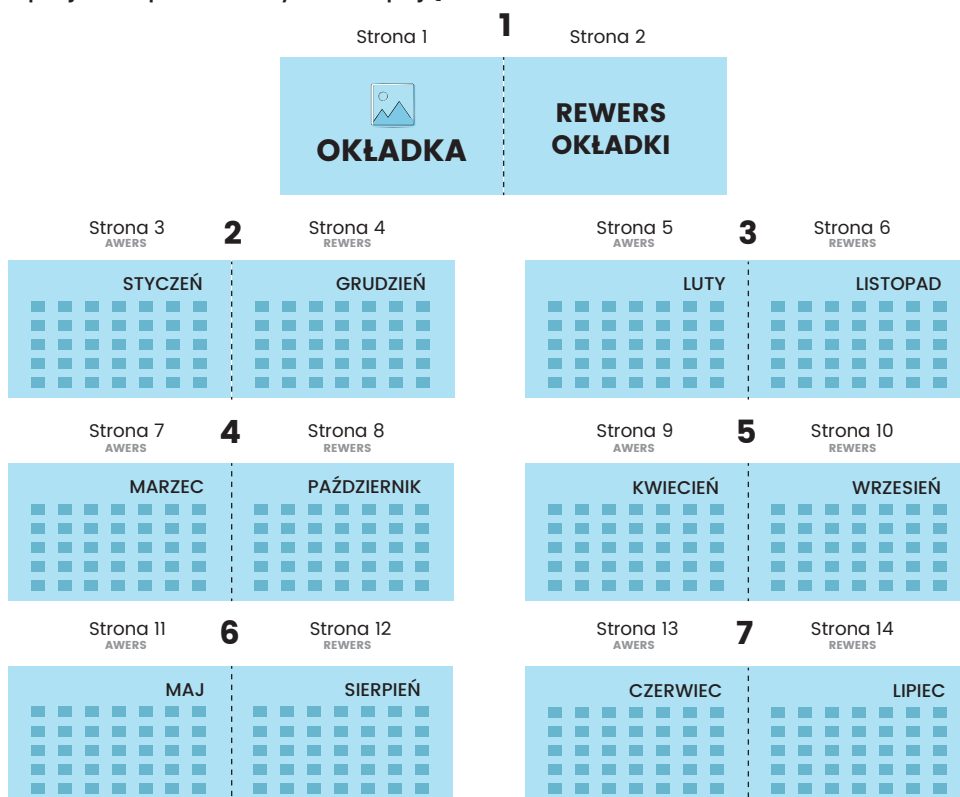 1
Strona 1
Strona 2
OKŁADKA
REWERS
OKŁADKI
Strona 3
AWERS
2
Strona 4
REWERS
STYCZEŃ
GRUDZIEŃ
Strona 5
AWERS
3
Strona 6
REWERS
LUTY
LISTOPAD
Strona 7
AWERS
4
Strona 8
REWERS
MARZEC
PAŹDZIERNIK
Strona 9
AWERS
5
Strona 10
REWERS
KWIECIEŃ
WRZESIEŃ
Strona 11
AWERS
6
Strona 12
REWERS
MAJ
SIERPIEŃ
Strona 13
AWERS
7
Strona 14
REWERS
CZERWIEC
LIPIEC